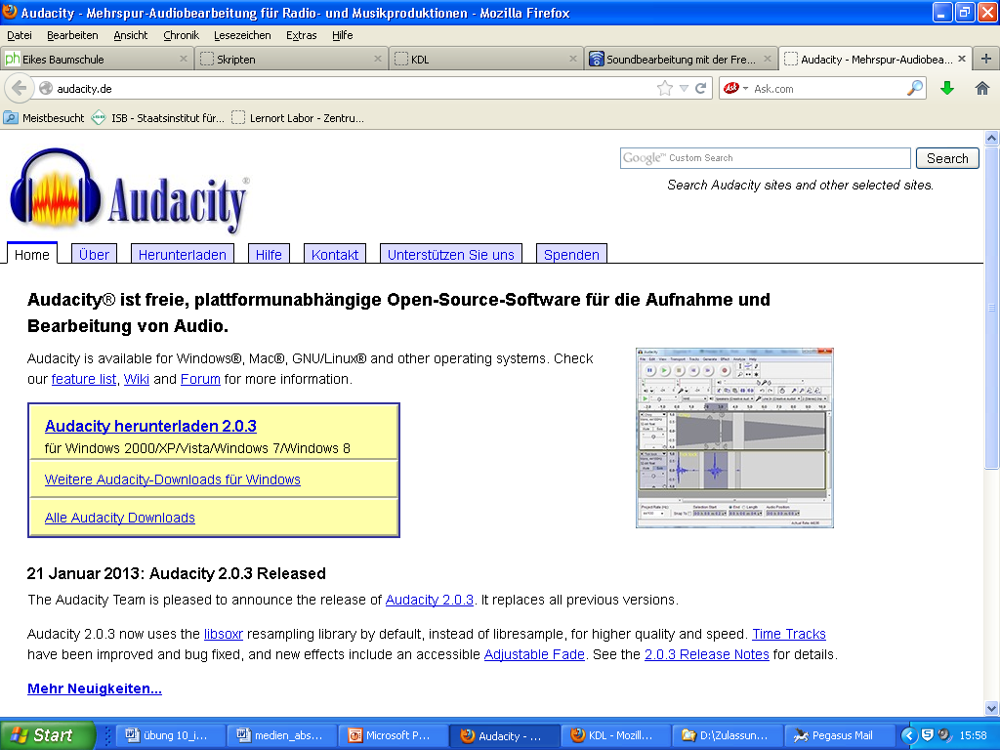 Audacity - Mehrspur-Audiobearbeitung für Radio- und Musikproduktionen - Mozilla Firefox
Datei Bearbeiten Ansicht Chronik Lesezeichen Extras Hilfe
ph Eikes Baumschule Skripten KDL Soundbearbeitung mit der Fre... Audacity - Mehrspur-Audiobea...
audacity.de Ask Ask.com
Meistbesucht ISB - Staatsinstitut für... Lernort Labor - Zentru...
Google™ Custom Search Search
Search Audacity sites and other selected sites.
Audacity®
Home Über Herunterladen Hilfe Kontakt Unterstützen Sie uns Spenden
Audacity® ist freie, plattformunabhängige Open-Source-Software für die Aufnahme und
Bearbeitung von Audio.
Audacity is available for Windows®, Mac®, GNU/Linux® and other operating systems. Check
our feature list, Wiki and Forum for more information.
Audacity herunterladen 2.0.3
für Windows 2000/XP/Vista/Windows 7/Windows 8
Weitere Audacity-Downloads für Windows
Alle Audacity Downloads
21 Januar 2013: Audacity 2.0.3 Released
The Audacity Team is pleased to announce the release of Audacity 2.0.3. It replaces all previous versions.
Audacity 2.0.3 now uses the libsoxr resampling library by default, instead of libresample, for higher quality and speed. Time Tracks
have been improved and bug fixed, and new effects include an accessible Adjustable Fade. See the 2.0.3 Release Notes for details.
Mehr Neuigkeiten...
Start übung 10_i... medien_abs... Microsoft P... Audacity - ... KDL - Mozill... D:\Zulassun... Pegasus Mail 15:58